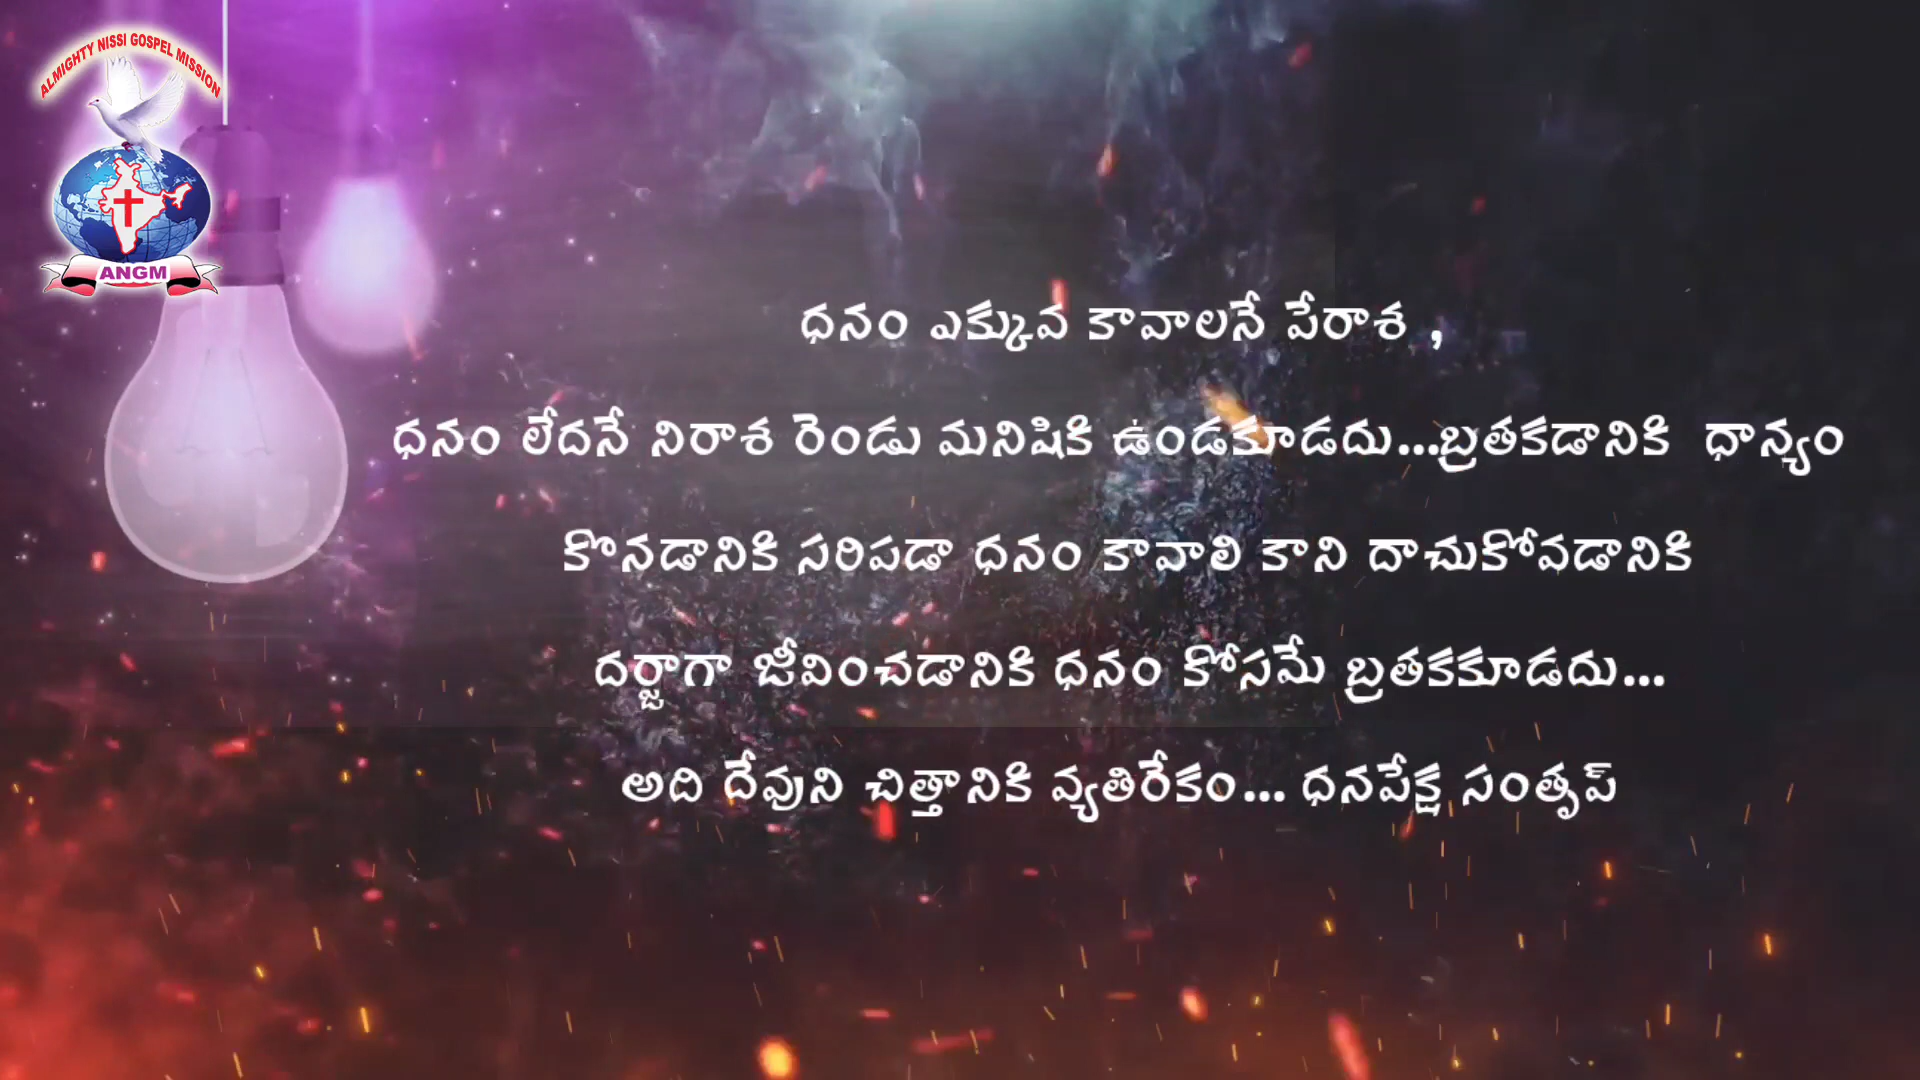 ALMIGHTY NISSI GOSPEL MISSION
ANGM
ధనం ఎక్కువ కావాలనే పేరాశ ,
ధనం లేదనే నిరాశ రెండు మనిషికి ఉండకూడదు...బ్రతకడానికి ధాన్యం
కొనడానికి సరిపడా ధనం కావాలి కాని దాచుకోవడానికి
దర్జాగా జీవించడానికి ధనం కోసమే బ్రతకకూడదు...
అది దేవుని చిత్తానికి వ్యతిరేకం... ధనపేక్ష సంతృప్